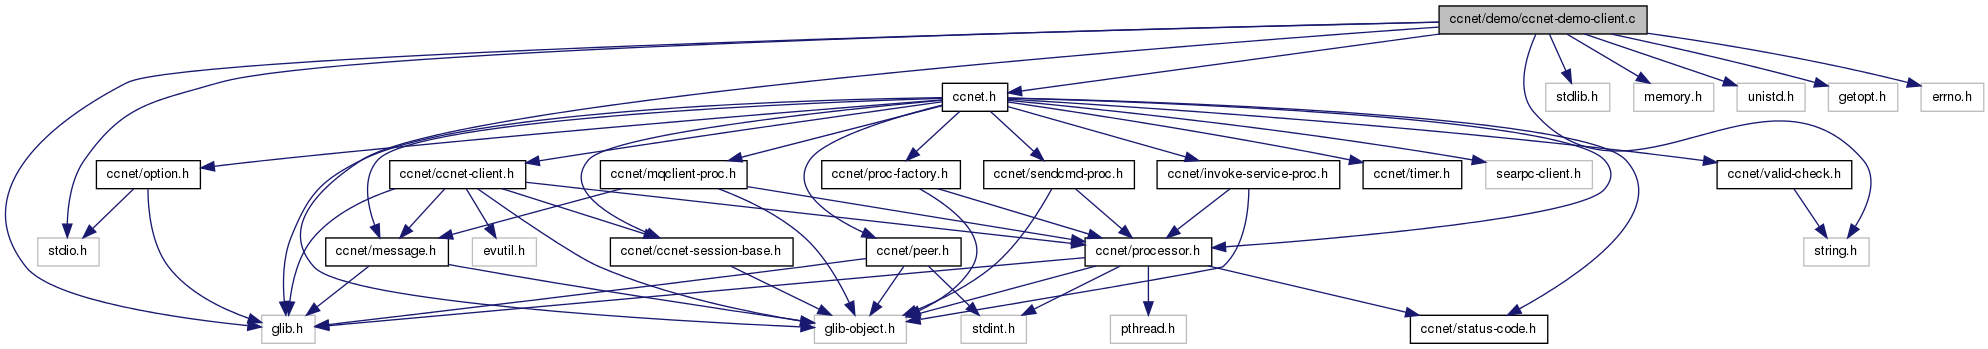 ccnet/demo/ccnet-demo-client.c
ccnet.h
stdlib.h
memory.h
unistd.h
getopt.h
errno.h
ccnet/option.h
ccnet/ccnet-client.h
ccnet/mqclient-proc.h
ccnet/proc-factory.h
ccnet/sendcmd-proc.h
ccnet/invoke-service-proc.h
ccnet/timer.h
searpc-client.h
ccnet/valid-check.h
stdio.h
ccnet/message.h
evutil.h
ccnet/ccnet-session-base.h
ccnet/peer.h
ccnet/processor.h
string.h
glib.h
glib-object.h
stdint.h
pthread.h
ccnet/status-code.h